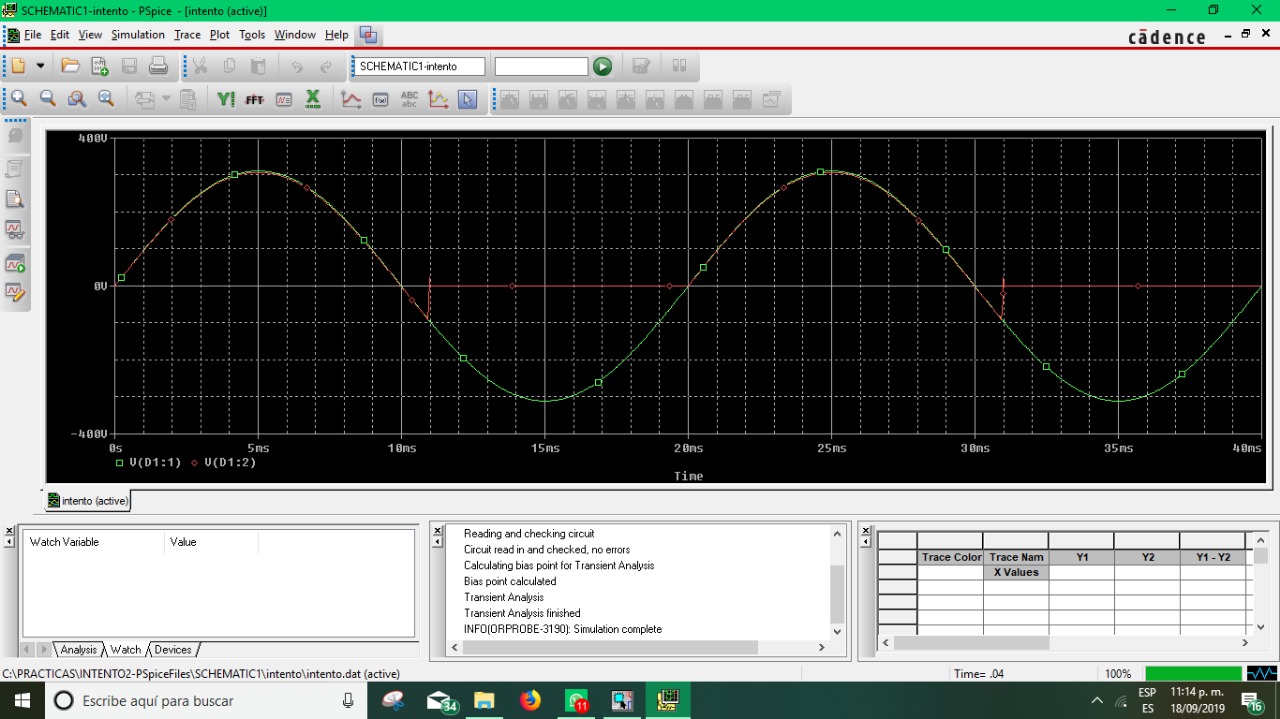 SCHEMATIC1-intento - PSpice - [intento (active)]
File Edit View Simulation Trace Plot Tools Window Help
cādence
SCHEMATIC1-intento
FFT
ABC
abc
400V
0V
-400V
0s 5ms 10ms 15ms 20ms 25ms 30ms 35ms 40ms
V(D1:1) V(D1:2)
Time
intento (active)
Watch Variable Value
Analysis Watch Devices
Reading and checking circuit
Circuit read in and checked, no errors
Calculating bias point for Transient Analysis
Bias point calculated
Transient Analysis
Transient Analysis finished
INFO(ORPROBE-3190): Simulation complete
Trace Color Trace Nam Y1 Y2 Y1 - Y2
X Values
C:\PRACTICAS\INTENTO2-PSpiceFiles\SCHEMATIC1\intento\intento.dat (active) Time= .04 100%
Escribe aquí para buscar
34
11
ESP
ES
11:14 p. m.
18/09/2019
16